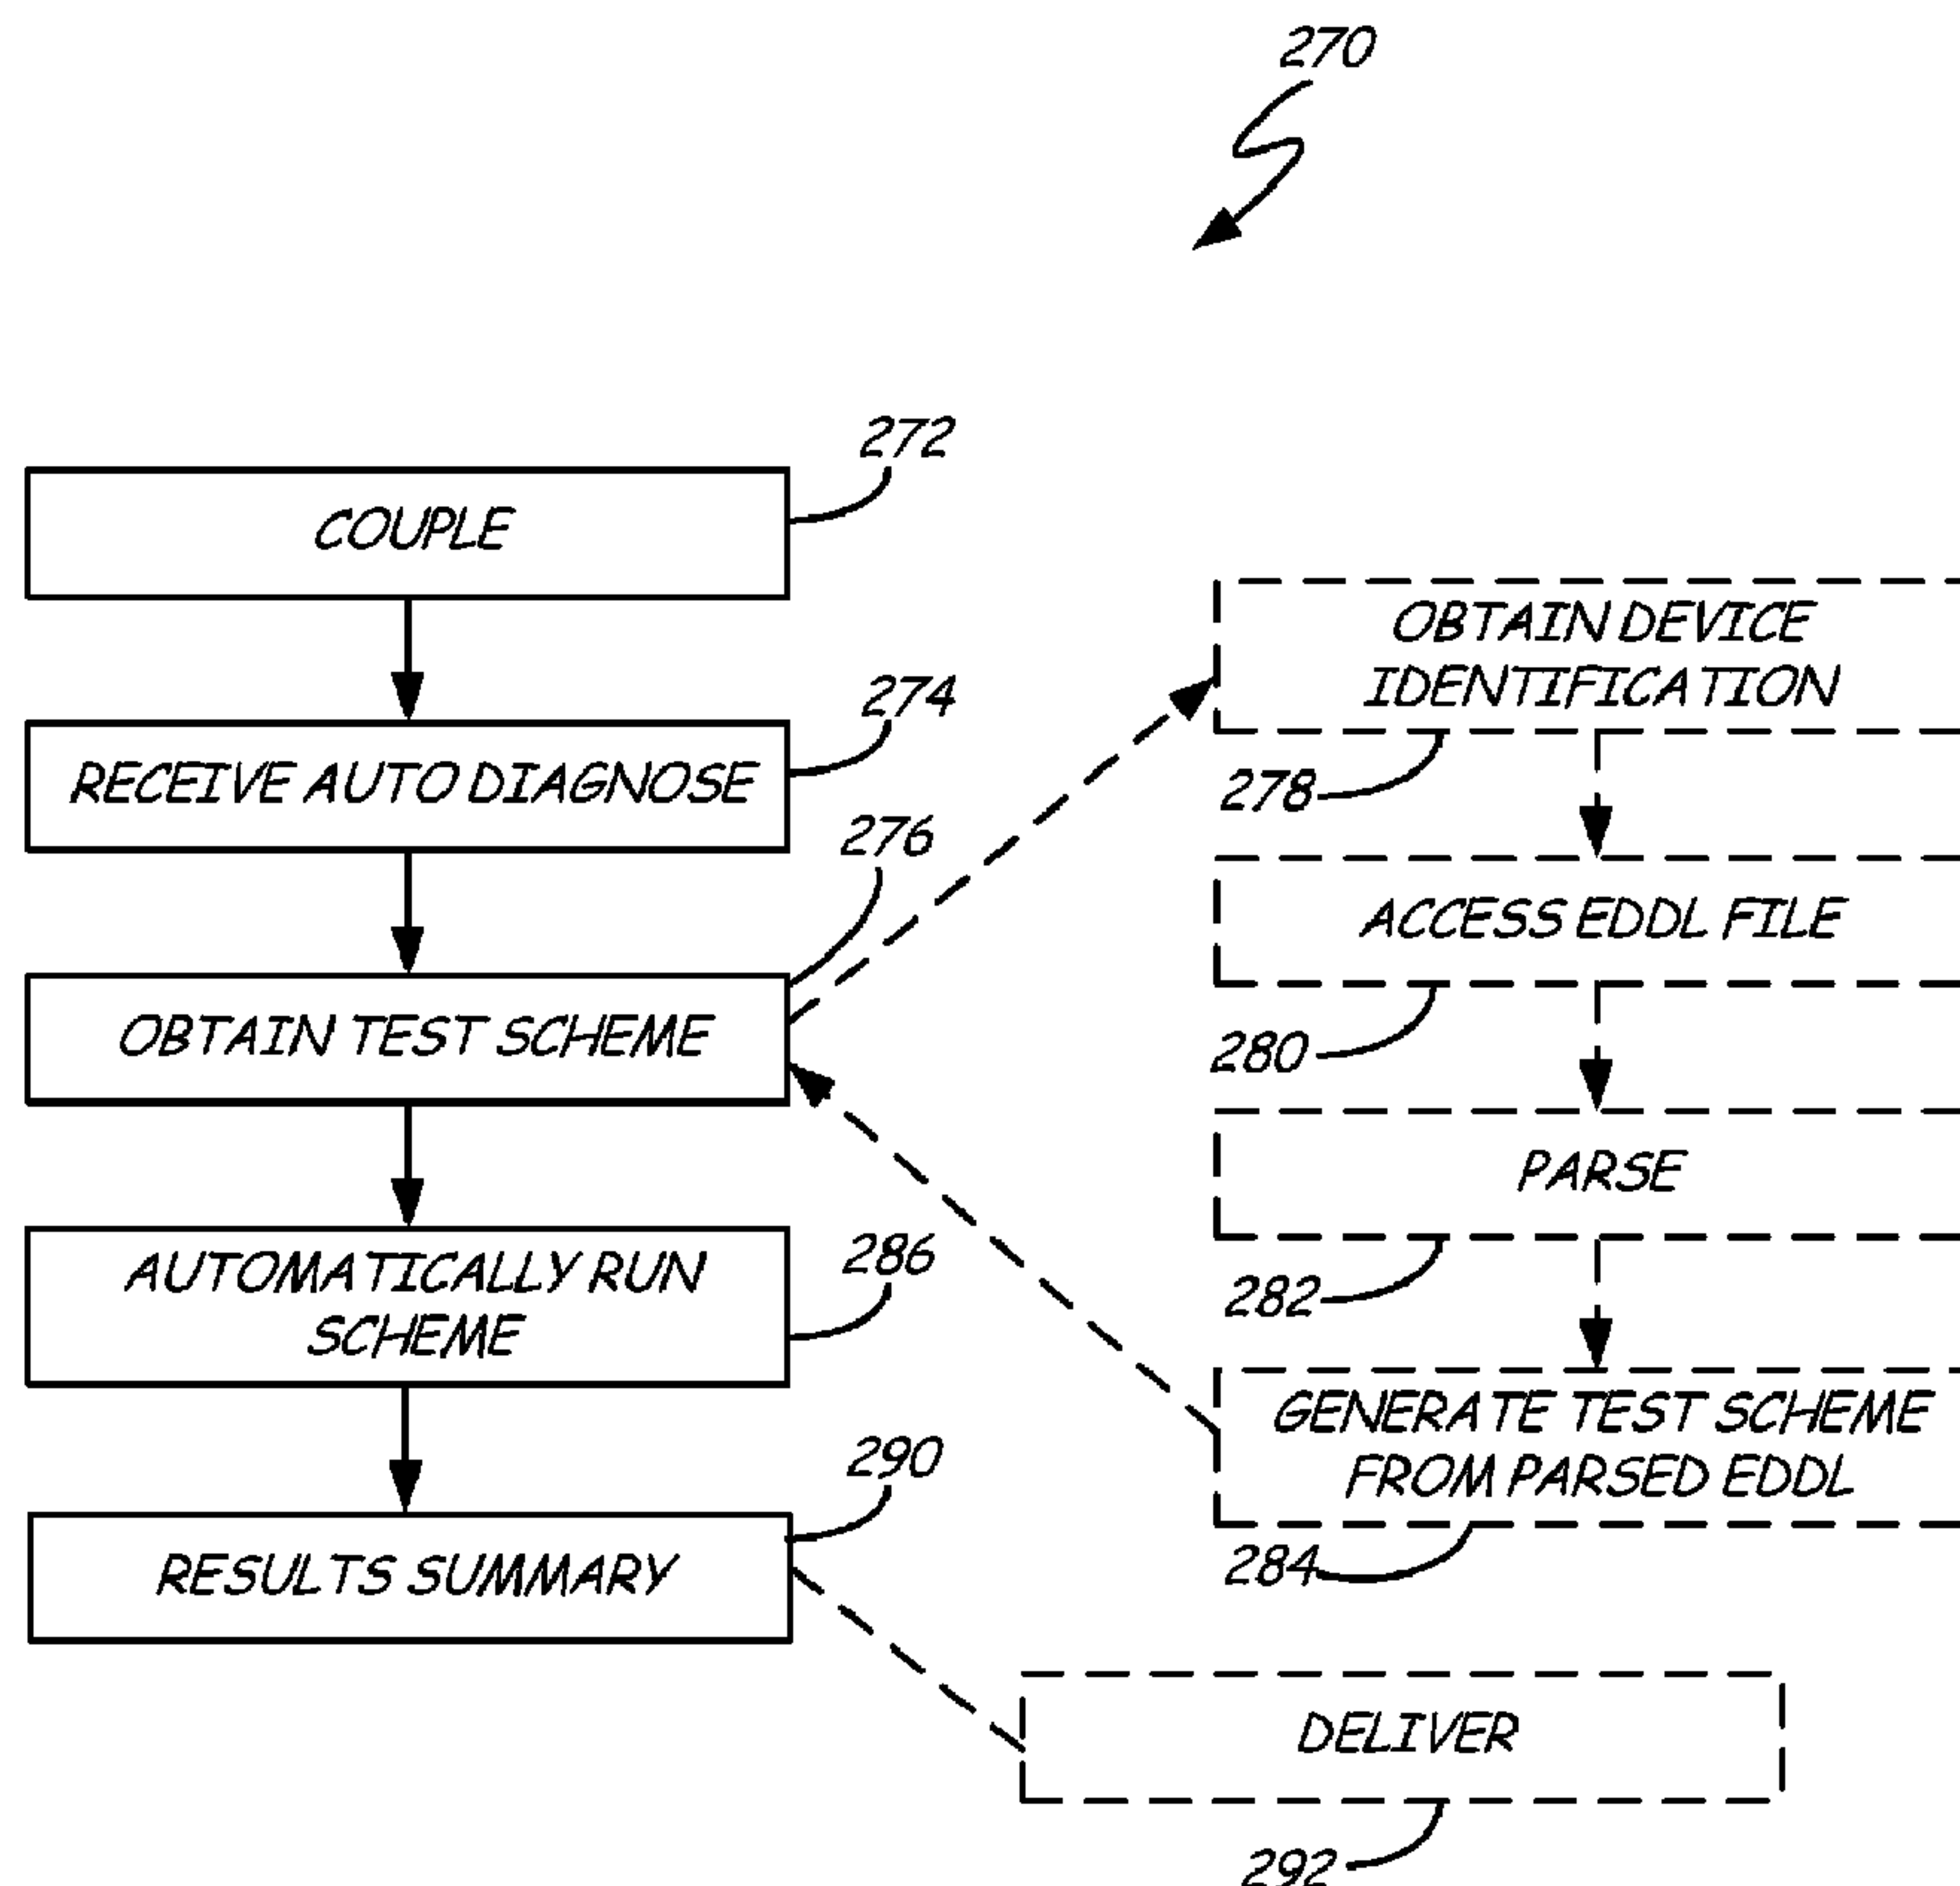 270
272
COUPLE
274
RECEIVE AUTO DIAGNOSE
276
OBTAIN TEST SCHEME
286
AUTOMATICALLY RUN
SCHEME
290
RESULTS SUMMARY
OBTAIN DEVICE
IDENTIFICATION
278
ACCESS EDDL FILE
280
PARSE
282
GENERATE TEST SCHEME
FROM PARSED EDDL
284
DELIVER
292